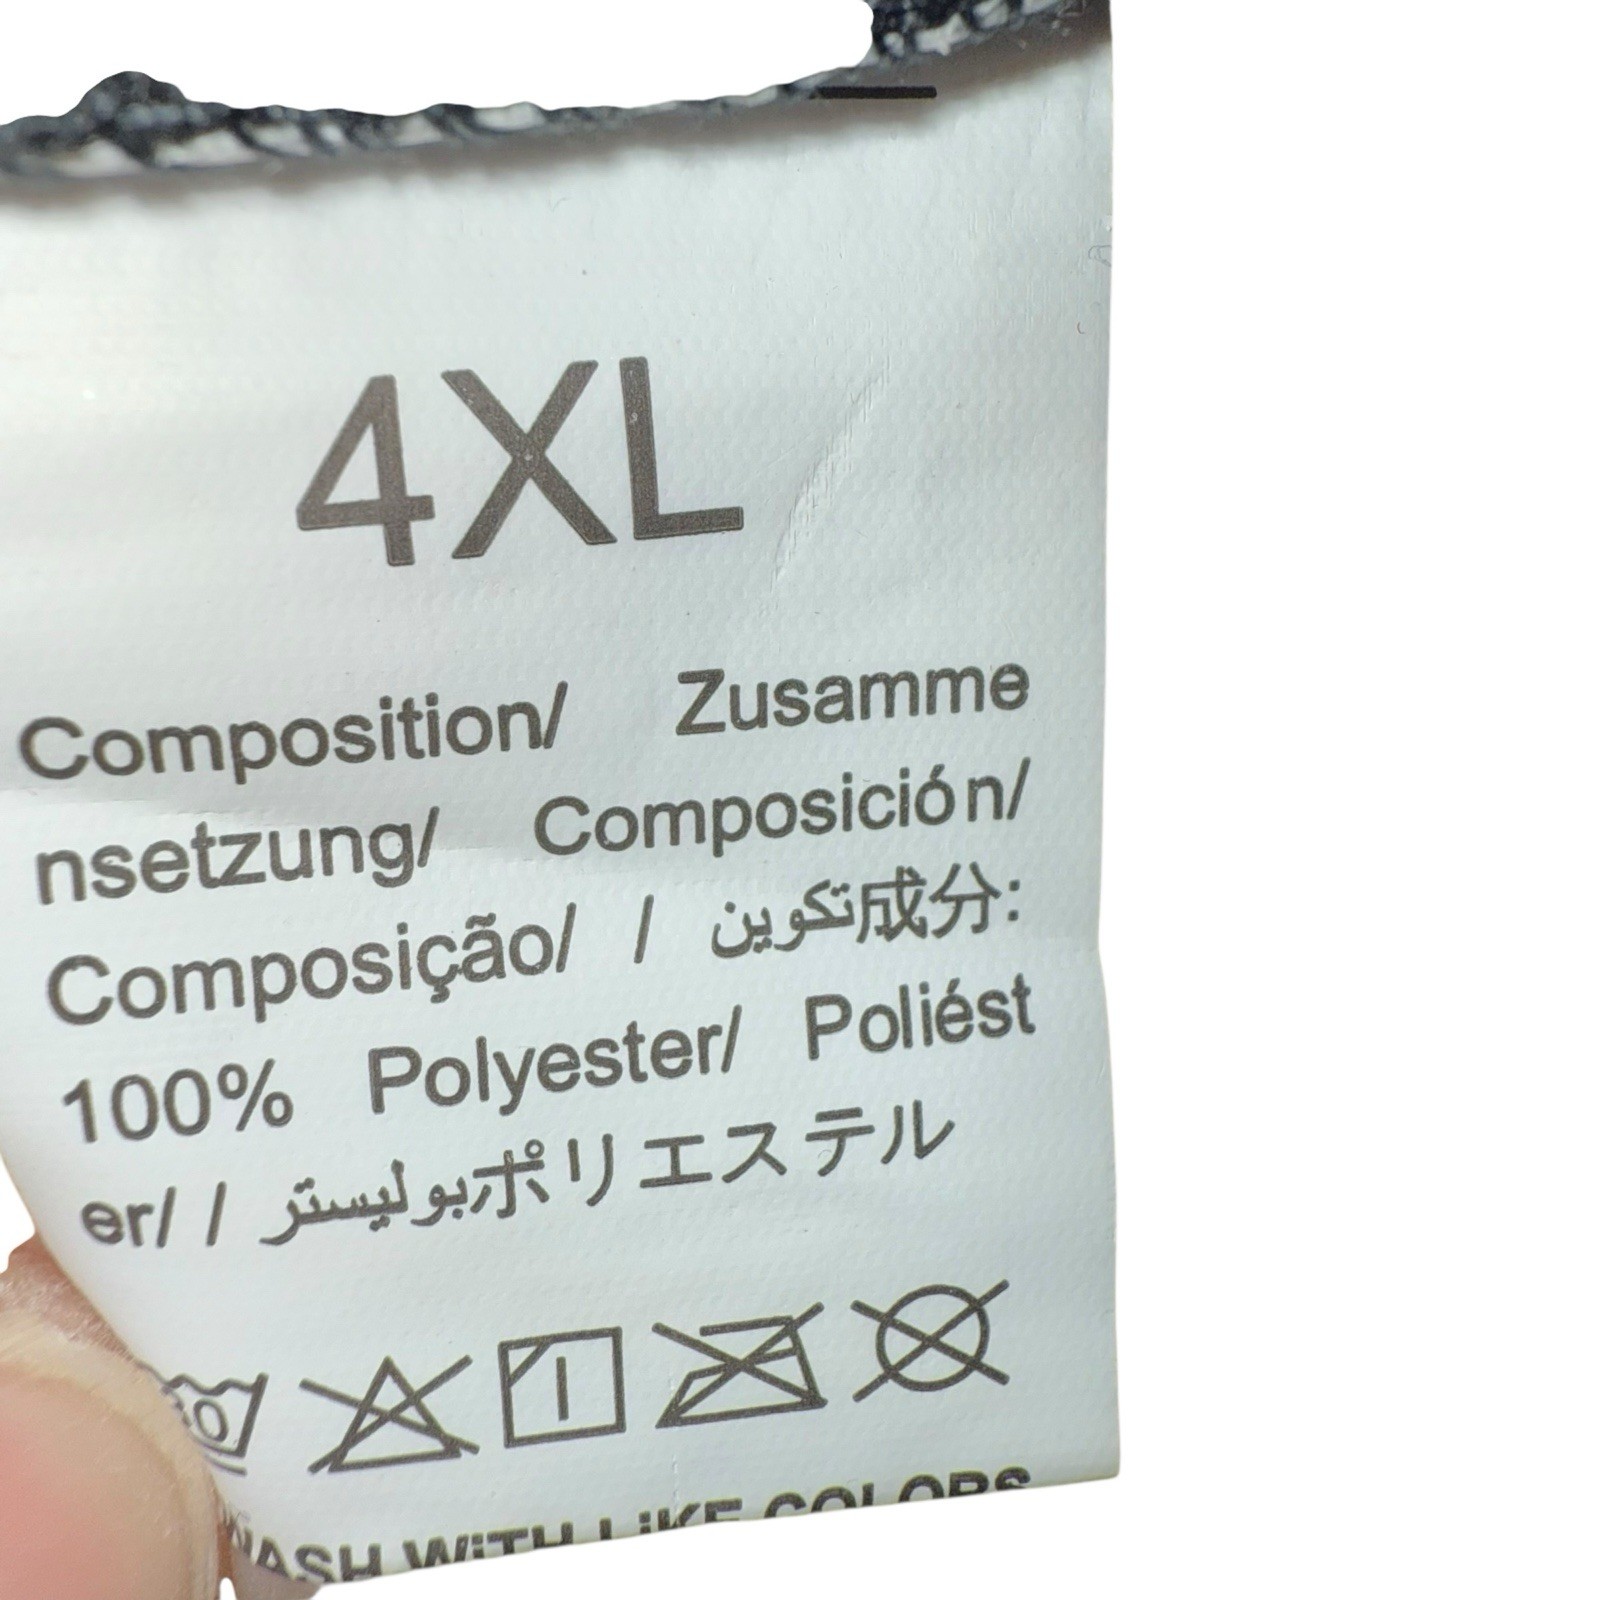 4XL
Composition/ Zusamme
nsetzung/ Composición/
Composição/ / تكوين成分:
100% Polyester/ Poliést
er/ / بوليسترポリエステル
WASH WiTH LiKE COLORS